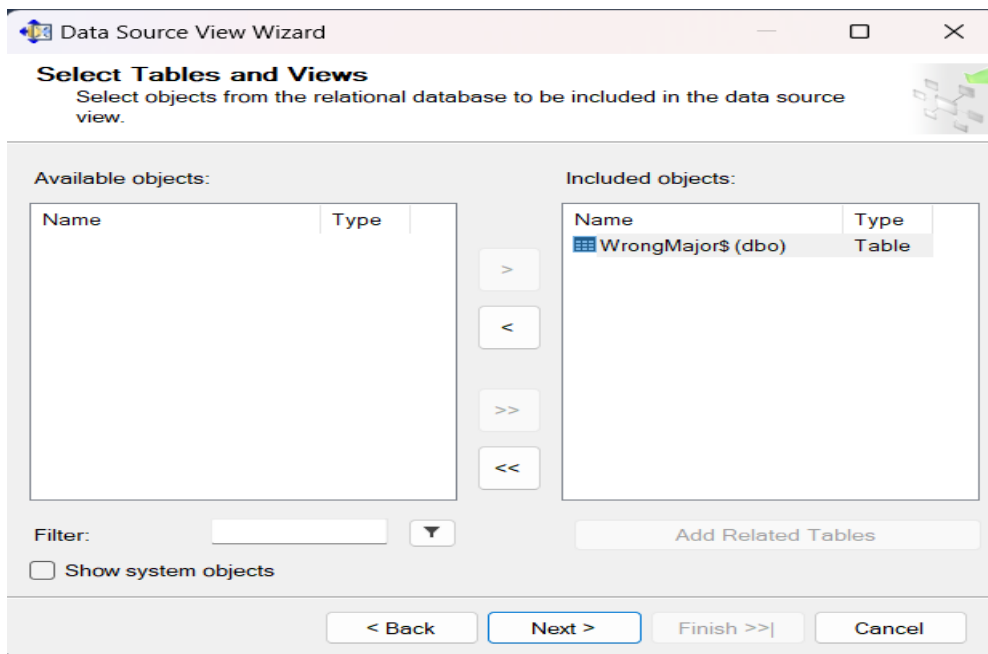 Data Source View Wizard
Select Tables and Views
Select objects from the relational database to be included in the data source
view.
Available objects:
Included objects:
Name Type
Name Type
WrongMajor$ (dbo) Table
>
<
>>
<<
Filter:
Add Related Tables
Show system objects
< Back Next > Finish >>| Cancel